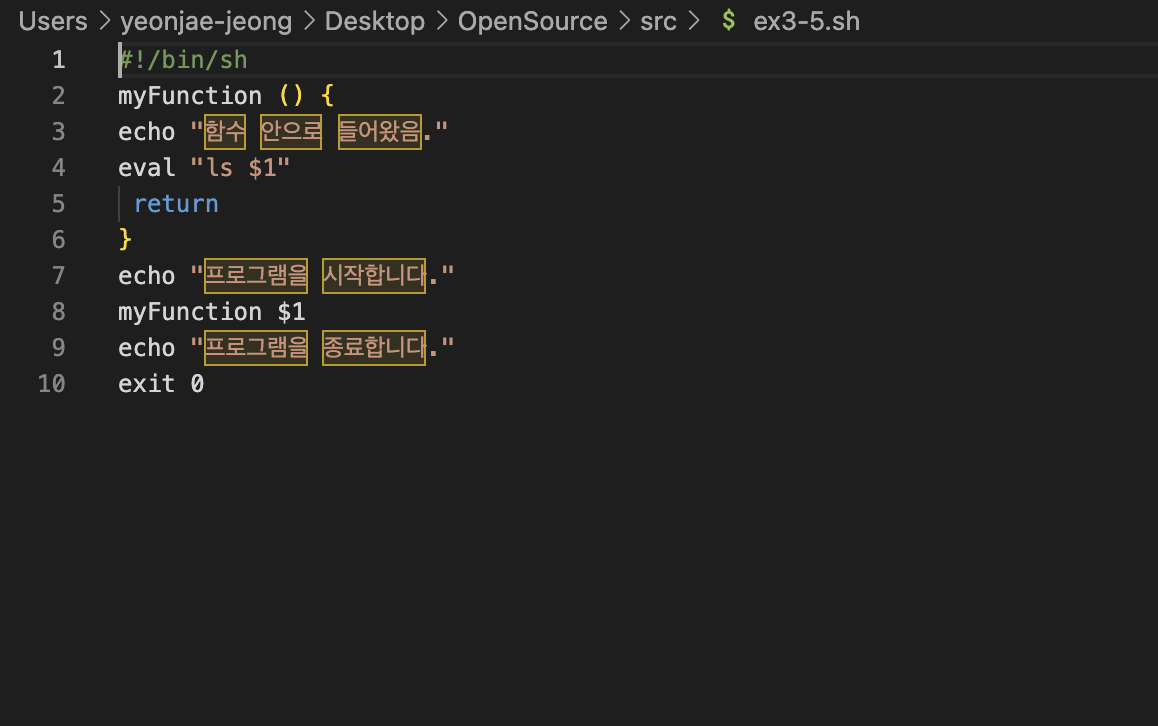 Users > yeonjae-jeong > Desktop > OpenSource > src > $ ex3-5.sh
1 #!/bin/sh
2 myFunction () {
3 echo "함수 안으로 들어왔음."
4 eval "ls $1"
5  return
6 }
7 echo "프로그램을 시작합니다."
8 myFunction $1
9 echo "프로그램을 종료합니다."
10 exit 0